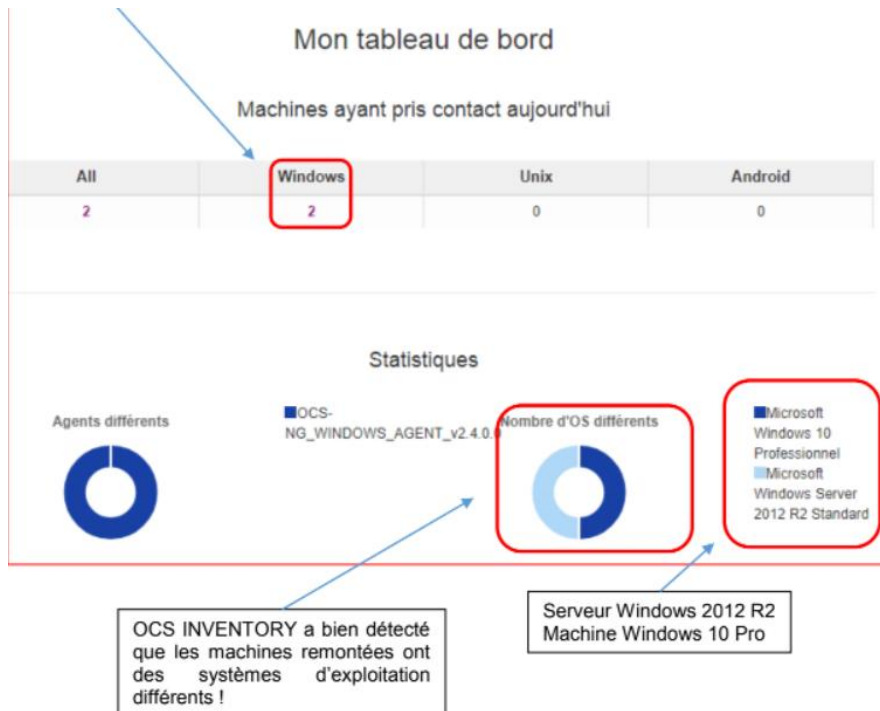 Mon tableau de bord
Machines ayant pris contact aujourd'hui
All Windows Unix Android
2 2 0 0
Statistiques
Agents différents
OCS-
NG_WINDOWS_AGENT_v2.4.0.0
Nombre d'OS différents
Microsoft
Windows 10
Professionnel
Microsoft
Windows Server
2012 R2 Standard
OCS INVENTORY a bien détecté
que les machines remontées ont
des systèmes d'exploitation
différents !
Serveur Windows 2012 R2
Machine Windows 10 Pro